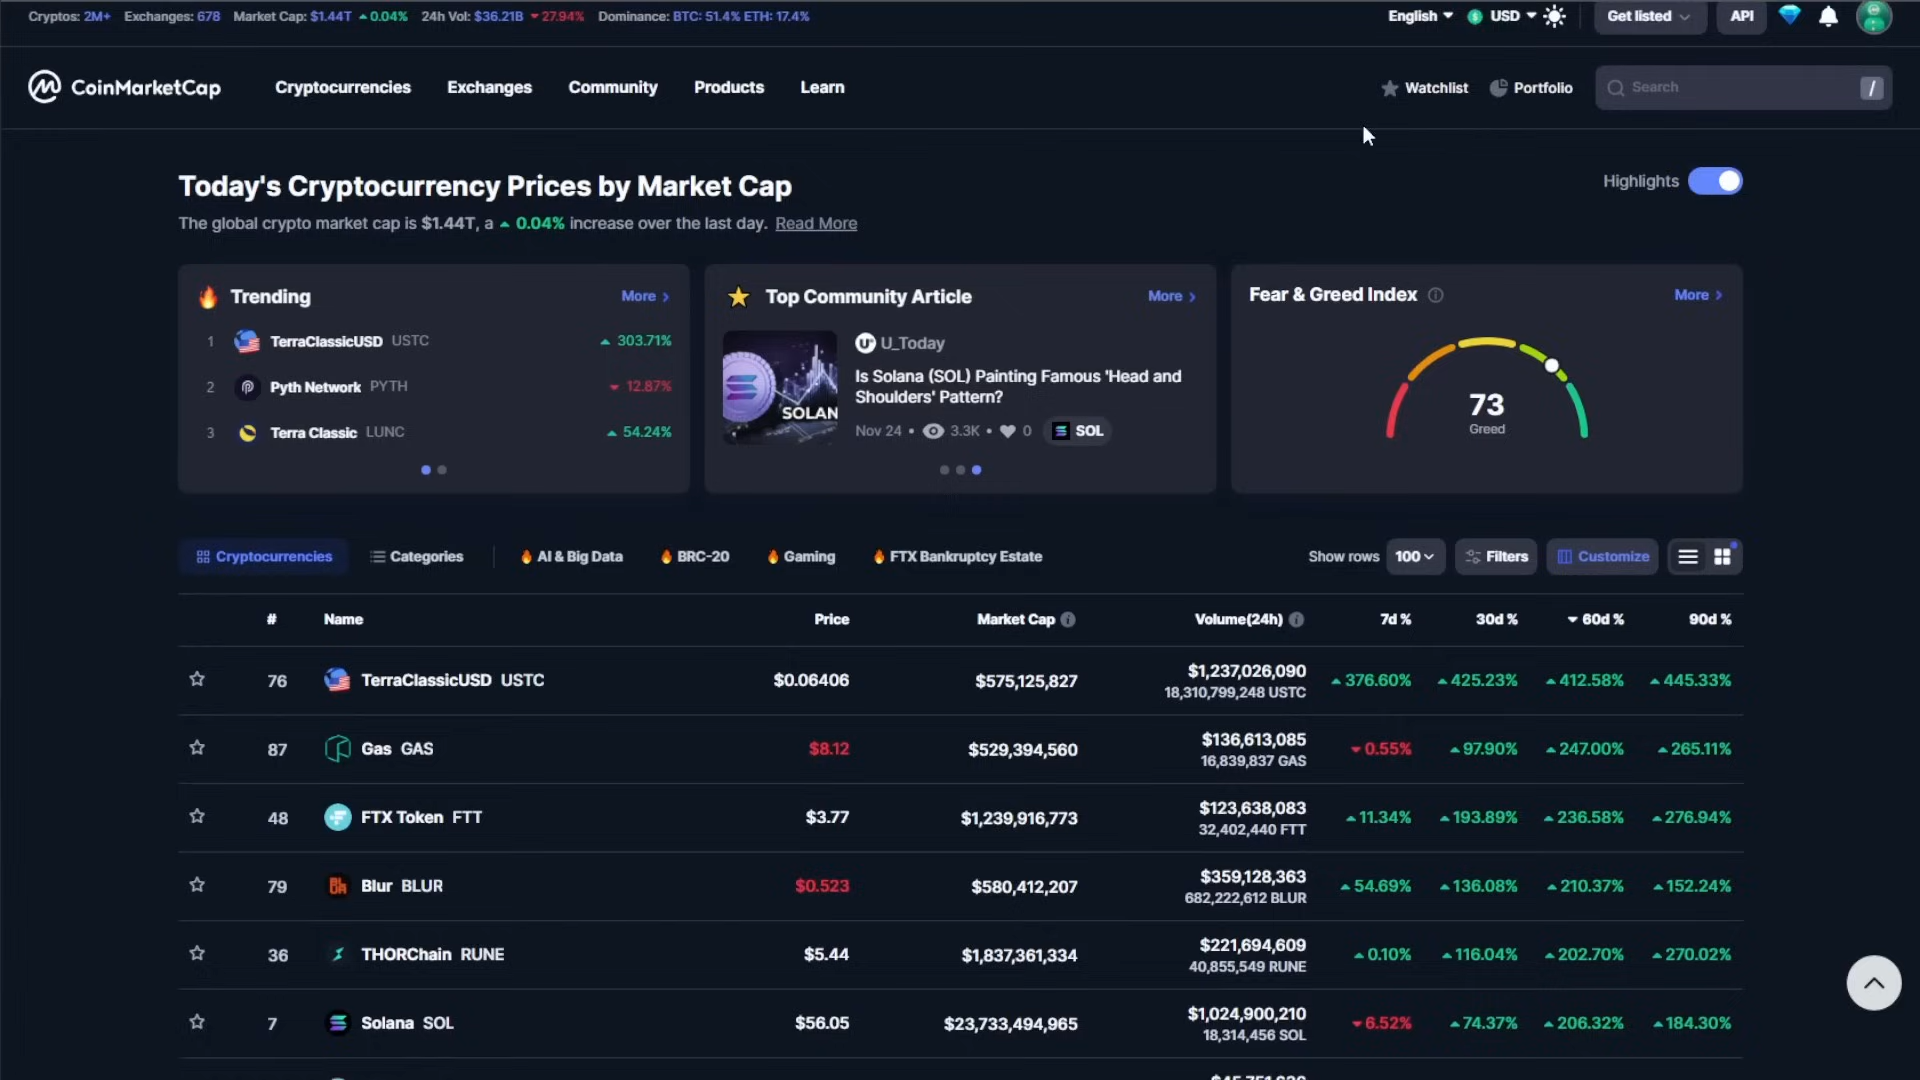 Cryptos: 2M+ Exchanges: 678 Market Cap: $1.44T 0.04% 24h Vol: $36.21B 27.94% Dominance: BTC: 51.4% ETH: 17.4% English USD Get listed API
CoinMarketCap Cryptocurrencies Exchanges Community Products Learn Watchlist Portfolio Search /
Today's Cryptocurrency Prices by Market Cap Highlights
The global crypto market cap is $1.44T, a 0.04% increase over the last day. Read More
Trending More
1 TerraClassicUSD USTC 303.71%
2 Pyth Network PYTH 12.87%
3 Terra Classic LUNC 54.24%
Top Community Article More
SOLAN
U_Today
Is Solana (SOL) Painting Famous 'Head and
Shoulders' Pattern?
Nov 24 • 3.3K • 0 SOL
Fear & Greed Index More
73
Greed
Cryptocurrencies Categories AI & Big Data BRC-20 Gaming FTX Bankruptcy Estate Show rows 100 Filters Customize
# Name Price Market Cap Volume(24h) 7d % 30d % 60d % 90d %
76 TerraClassicUSD USTC $0.06406 $575,125,827 $1,237,026,090 376.60% 425.23% 412.58% 445.33%
18,310,799,248 USTC
87 Gas GAS $8.12 $529,394,560 $136,613,085 0.55% 97.90% 247.00% 265.11%
16,839,837 GAS
48 FTX Token FTT $3.77 $1,239,916,773 $123,638,083 11.34% 193.89% 236.58% 276.94%
32,402,440 FTT
79 Blur BLUR $0.523 $580,412,207 $359,128,363 54.69% 136.08% 210.37% 152.24%
682,222,612 BLUR
36 THORChain RUNE $5.44 $1,837,361,334 $221,694,609 0.10% 116.04% 202.70% 270.02%
40,855,549 RUNE
7 Solana SOL $56.05 $23,733,494,965 $1,024,900,210 6.52% 74.37% 206.32% 184.30%
18,314,456 SOL